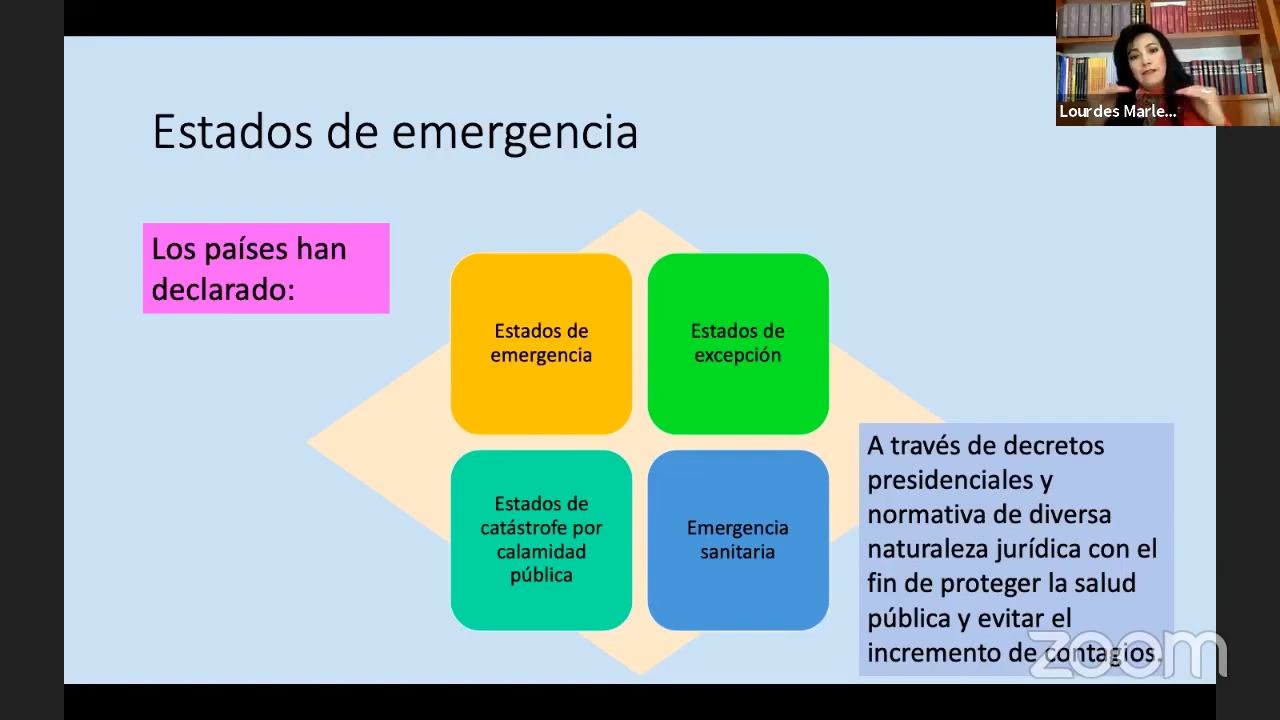 Lourdes Marle...
Estados de emergencia
Los países han
declarado:
Estados de
emergencia
Estados de
excepción
Estados de
catástrofe por
calamidad
pública
Emergencia
sanitaria
A través de decretos
presidenciales y
normativa de diversa
naturaleza jurídica con el
fin de proteger la salud
pública y evitar el
incremento de contagios.
zoom